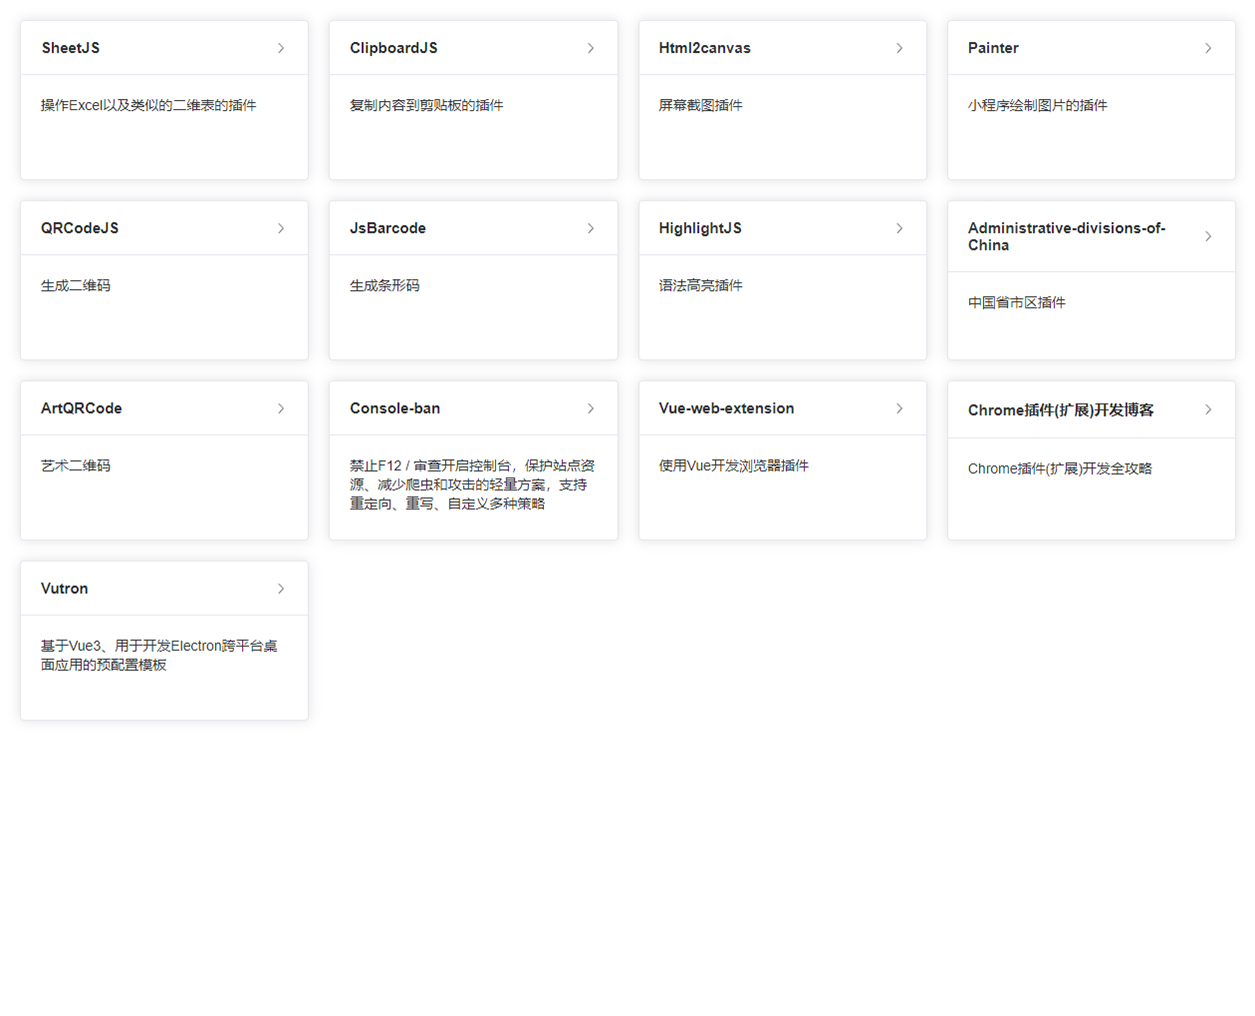 SheetJS
操作Excel以及类似的二维表的插件
ClipboardJS
复制内容到剪贴板的插件
Html2canvas
屏幕截图插件
Painter
小程序绘制图片的插件
QRCodeJS
生成二维码
JsBarcode
生成条形码
HighlightJS
语法高亮插件
Administrative-divisions-of-
China
中国省市区插件
ArtQRCode
艺术二维码
Console-ban
禁止F12 / 审查开启控制台，保护站点资
源、减少爬虫和攻击的轻量方案，支持
重定向、重写、自定义多种策略
Vue-web-extension
使用Vue开发浏览器插件
Chrome插件(扩展)开发博客
Chrome插件(扩展)开发全攻略
Vutron
基于Vue3、用于开发Electron跨平台桌
面应用的预配置模板